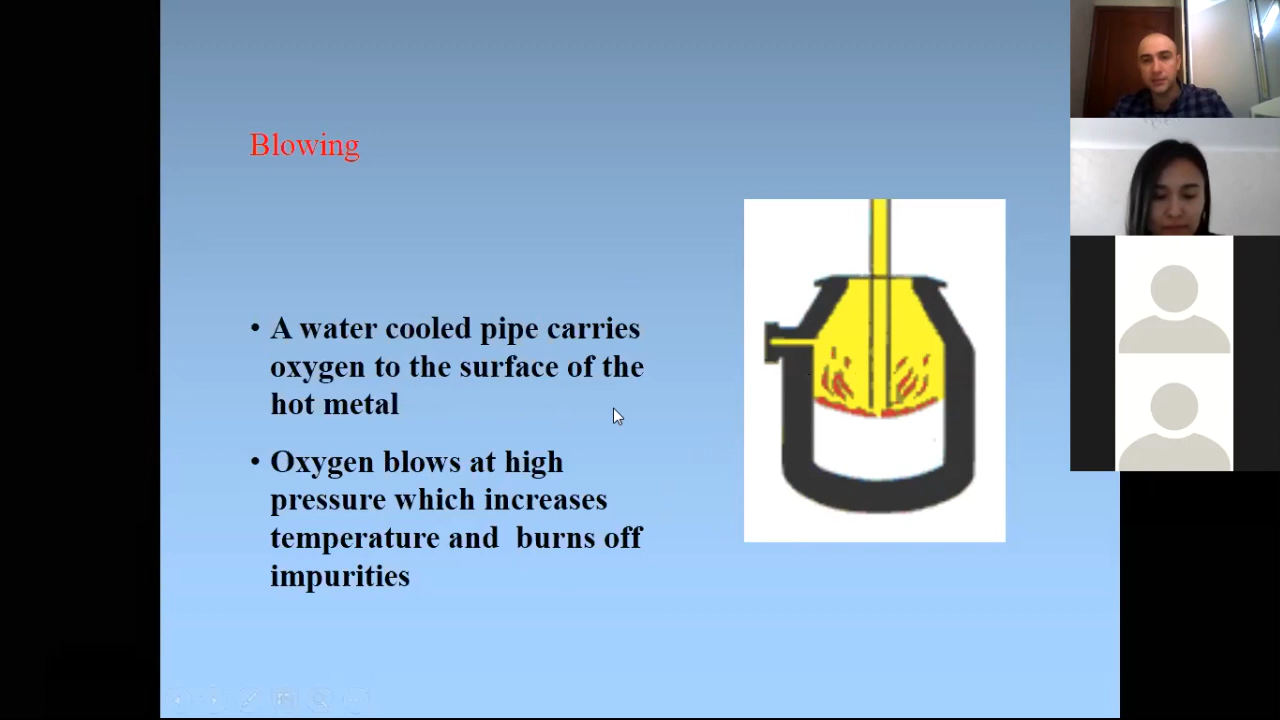 Blowing
• A water cooled pipe carries
oxygen to the surface of the
hot metal
• Oxygen blows at high
pressure which increases
temperature and  burns off
impurities